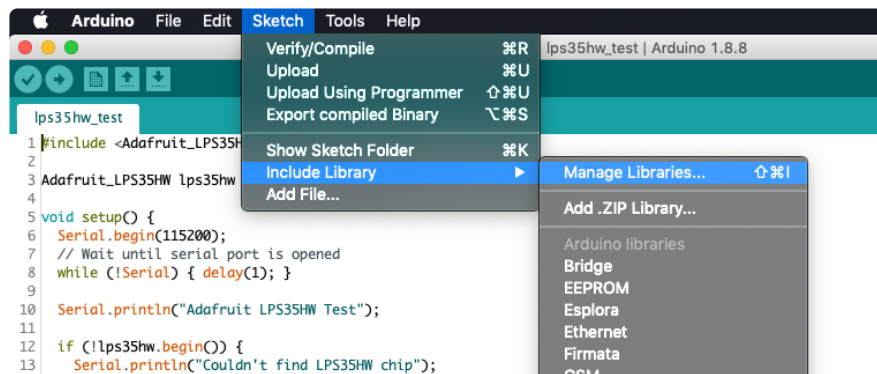 Arduino File Edit Sketch Tools Help
lps35hw_test | Arduino 1.8.8
Verify/Compile ⌘R
Upload ⌘U
Upload Using Programmer ⇧⌘U
Export compiled Binary ⌥⌘S
Show Sketch Folder ⌘K
Include Library ▶
Add File...
Manage Libraries... ⇧⌘I
Add .ZIP Library...
Arduino libraries
Bridge
EEPROM
Esplora
Ethernet
Firmata
lps35hw_test
1 #include <Adafruit_LPS35H
2
3 Adafruit_LPS35HW lps35hw
4
5 void setup() {
6 Serial.begin(115200);
7 // Wait until serial port is opened
8 while (!Serial) { delay(1); }
9
10 Serial.println("Adafruit LPS35HW Test");
11
12 if (!lps35hw.begin()) {
13 Serial.println("Couldn't find LPS35HW chip");